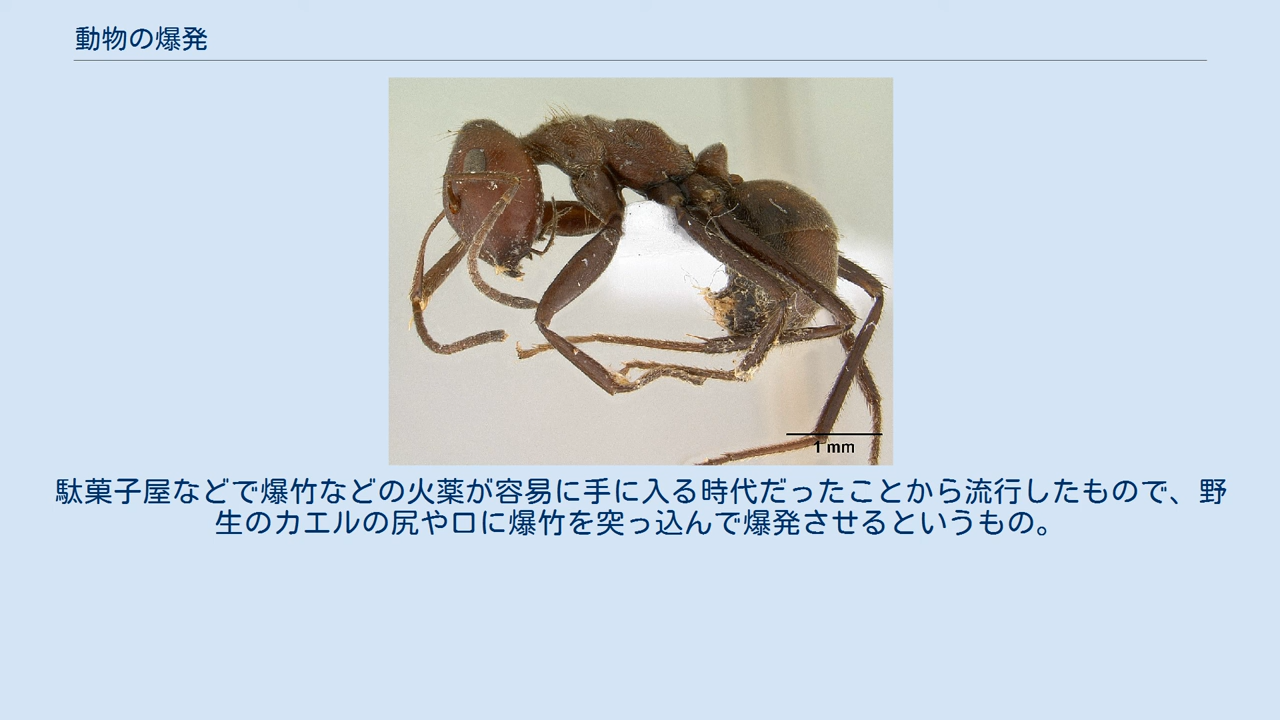 動物の爆発
1 mm
駄菓子屋などで爆竹などの火薬が容易に手に入る時代だったことから流行したもので、野
生のカエルの尻や口に爆竹を突っ込んで爆発させるというもの。